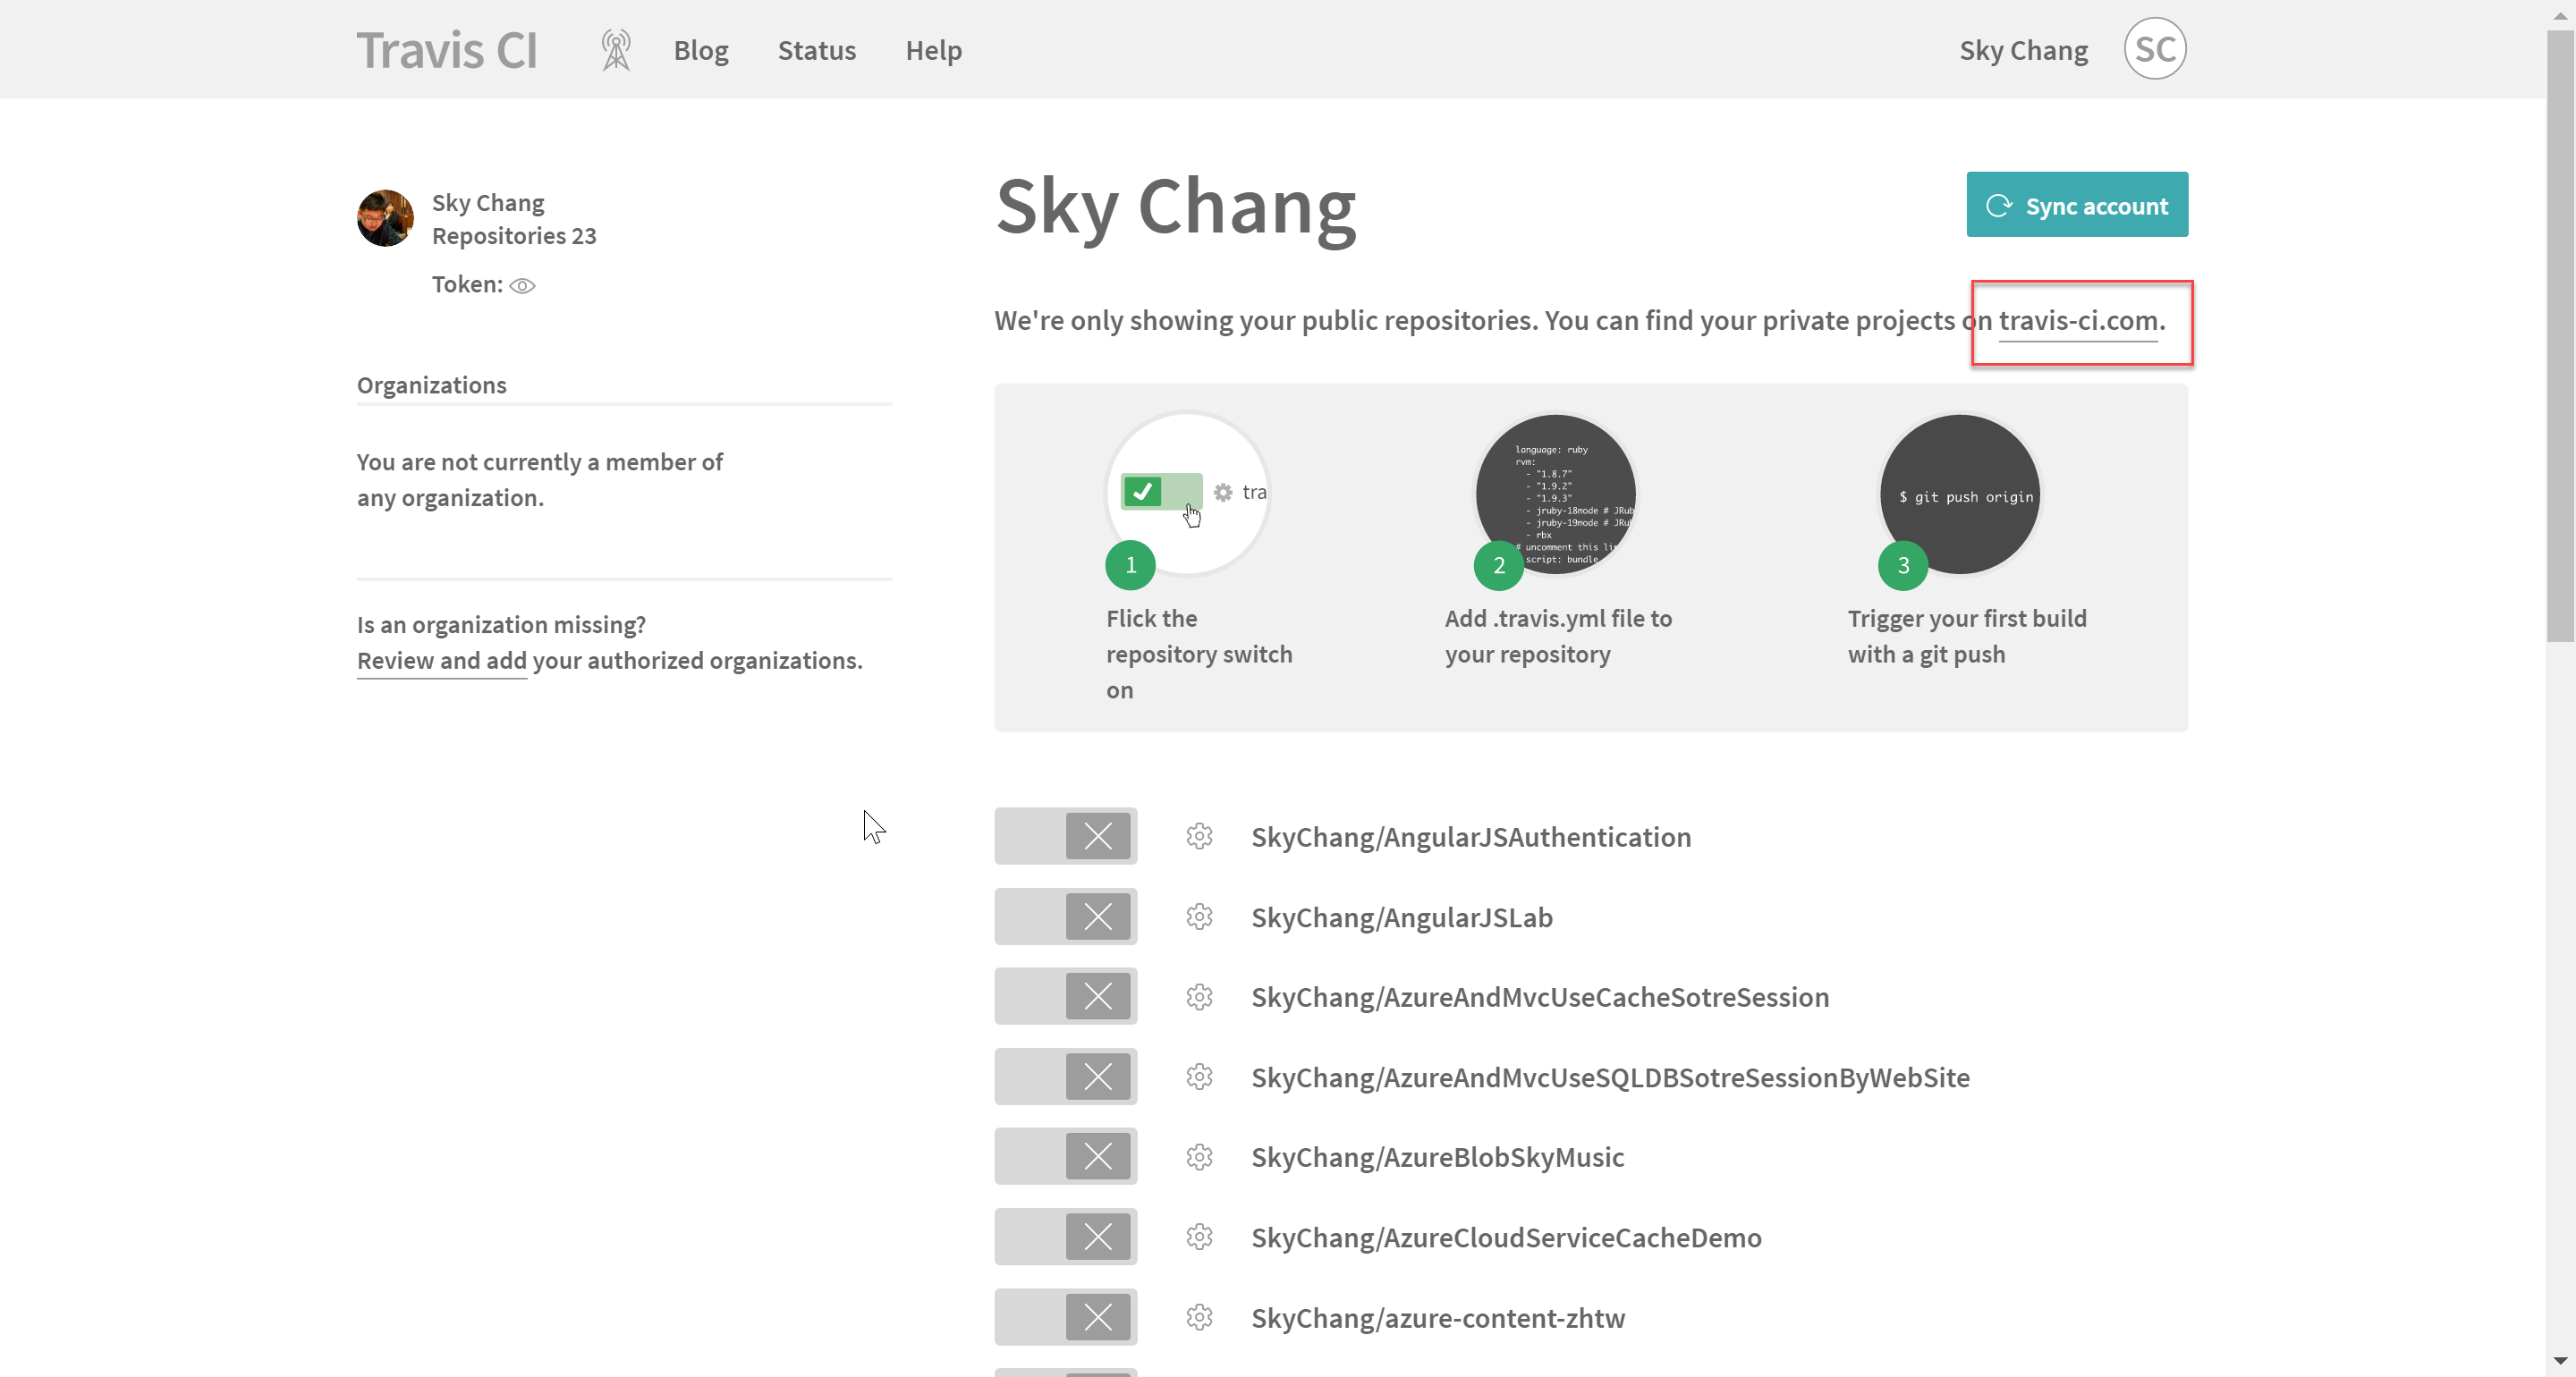 Travis CI
Blog
Status
Help
Sky Chang
SC
Sky Chang
Repositories 23
Token:
Organizations
You are not currently a member of
any organization.
Is an organization missing?
Review and add your authorized organizations.
Sky Chang
Sync account
We're only showing your public repositories. You can find your private projects on travis-ci.com.
tra
1
Flick the
repository switch
on
language: ruby
rvm:
- "1.8.7"
- "1.9.2"
- "1.9.3"
- jruby-18mode # JRub
- jruby-19mode # JRu
- rbx
# uncomment this li
script: bundle
2
Add .travis.yml file to
your repository
$ git push origin
3
Trigger your first build
with a git push
SkyChang/AngularJSAuthentication
SkyChang/AngularJSLab
SkyChang/AzureAndMvcUseCacheSotreSession
SkyChang/AzureAndMvcUseSQLDBSotreSessionByWebSite
SkyChang/AzureBlobSkyMusic
SkyChang/AzureCloudServiceCacheDemo
SkyChang/azure-content-zhtw